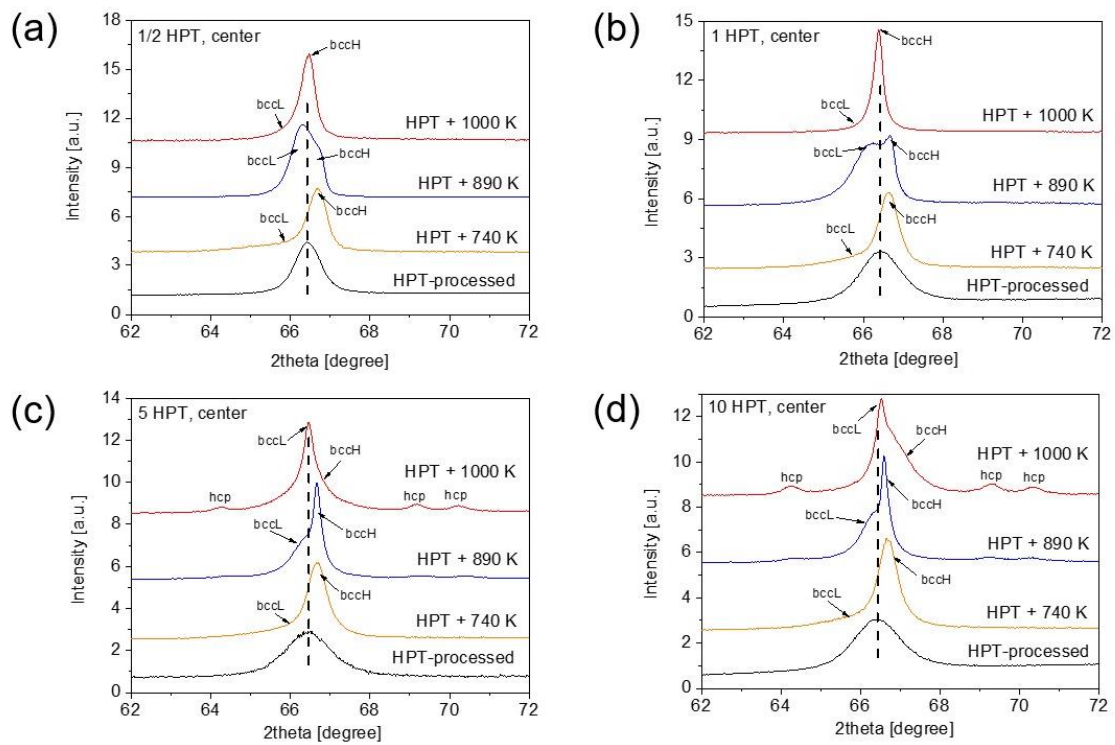 (a)
1/2 HPT, center
bccH
bccL
HPT + 1000 K
bccL
bccH
HPT + 890 K
bccL
bccH
HPT + 740 K
HPT-processed
18
15
12
9
6
3
0
Intensity [a.u.]
62 64 66 68 70 72
2theta [degree]
(b)
1 HPT, center
bccH
bccL
HPT + 1000 K
bccL
bccH
HPT + 890 K
bccL
bccH
HPT + 740 K
HPT-processed
15
12
9
6
3
0
Intensity [a.u.]
62 65 67 70 72
2theta [degree]
(c)
5 HPT, center
bccL
bccH
HPT + 1000 K
hcp
hcp hcp
bccL
bccH
HPT + 890 K
bccL
bccH
HPT + 740 K
HPT-processed
14
12
10
8
6
4
2
0
Intensity [a.u.]
62 64 66 68 70 72
2theta [degree]
(d)
10 HPT, center
bccL
bccH
HPT + 1000 K
hcp
hcp hcp
bccL
bccH
HPT + 890 K
bccL
bccH
HPT + 740 K
HPT-processed
12
10
8
6
4
2
0
Intensity [a.u.]
62 64 66 68 70 72
2theta [degree]